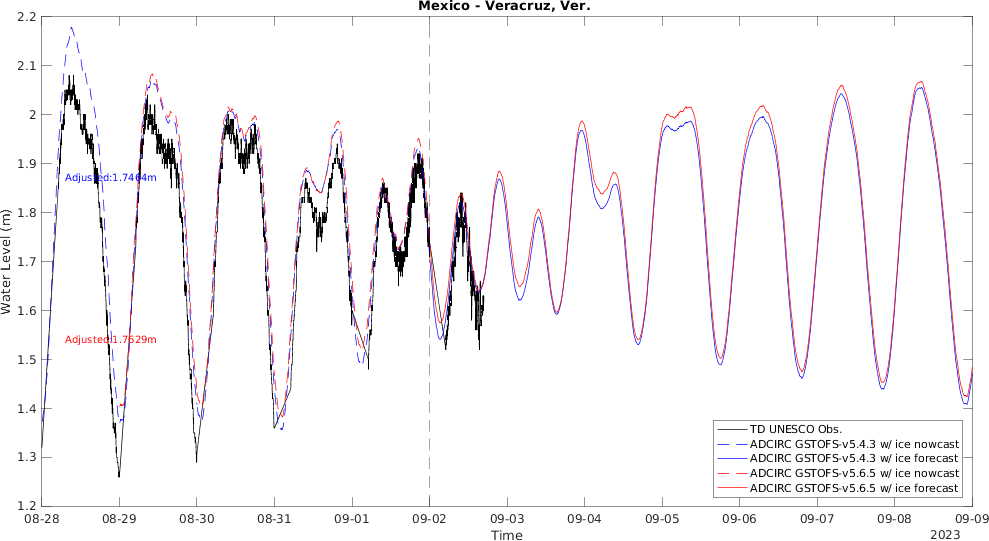 Mexico - Veracruz, Ver.
2.2
2.1
2
1.9
1.8
1.7
1.6
1.5
1.4
1.3
1.2
Water Level (m)
Adjusted:1.7464m
Adjusted:1.7629m
TD UNESCO Obs.
ADCIRC GSTOFS-v5.4.3 w/ ice nowcast
ADCIRC GSTOFS-v5.4.3 w/ ice forecast
ADCIRC GSTOFS-v5.6.5 w/ ice nowcast
ADCIRC GSTOFS-v5.6.5 w/ ice forecast
08-28 08-29 08-30 08-31 09-01 09-02 09-03 09-04 09-05 09-06 09-07 09-08 09-09
Time
2023